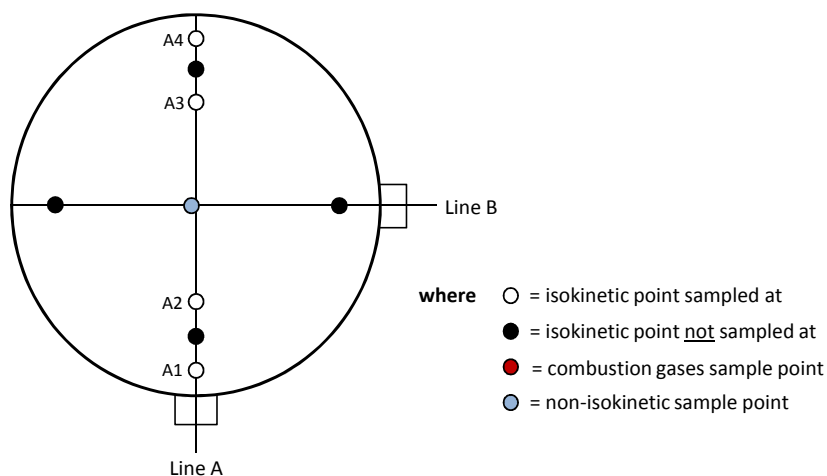 A4
A3
Line B
A2
where = isokinetic point sampled at
= isokinetic point not sampled at
A1
= combustion gases sample point
= non-isokinetic sample point
Line A